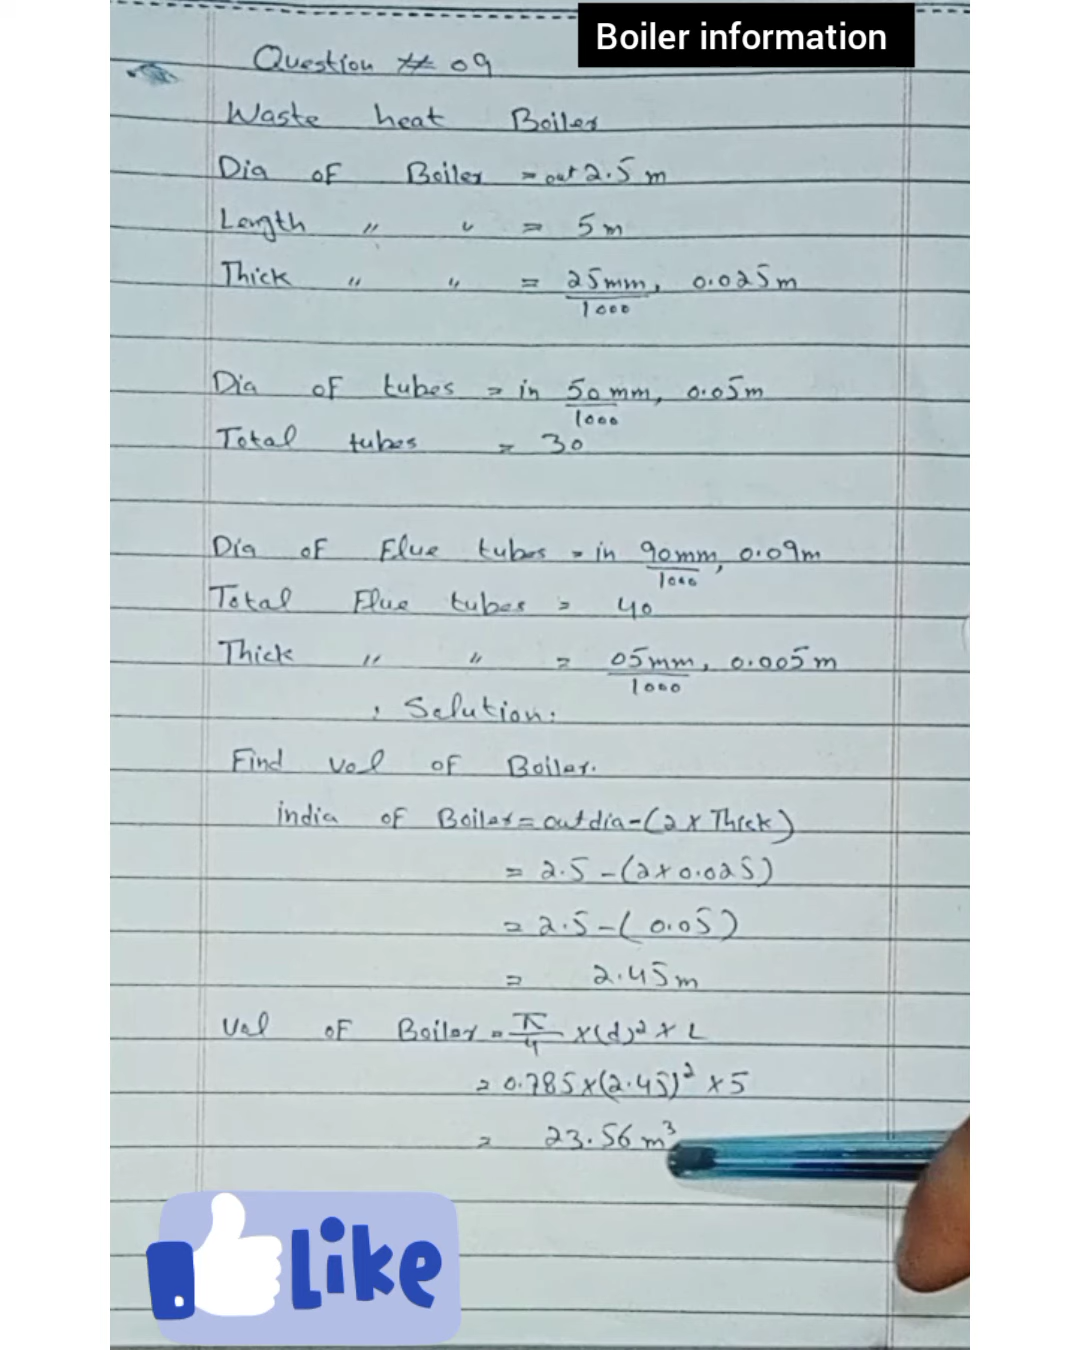 Boiler information
Question # 09
Waste heat Boiler
Dia of Boiler = out 2.5 m
Length " " = 5 m
Thick " " = 25mm, 0.025m
1000
Dia of tubes = in 50 mm, 0.05m
1000
Total tubes = 30
Dia of Flue tubes = in 90mm, 0.09m
1000
Total Flue tubes = 40
Thick " " = 05mm, 0.005m
1000
Solution:
Find vol of Boiler.
india of Boiler = out dia - (2 x Thick)
= 2.5 - (2x0.025)
= 2.5 - (0.05)
= 2.45m
Vol of Boiler = π/4 x (d)² x L
= 0.785 x (2.45)² x 5
= 23.56 m³
Like